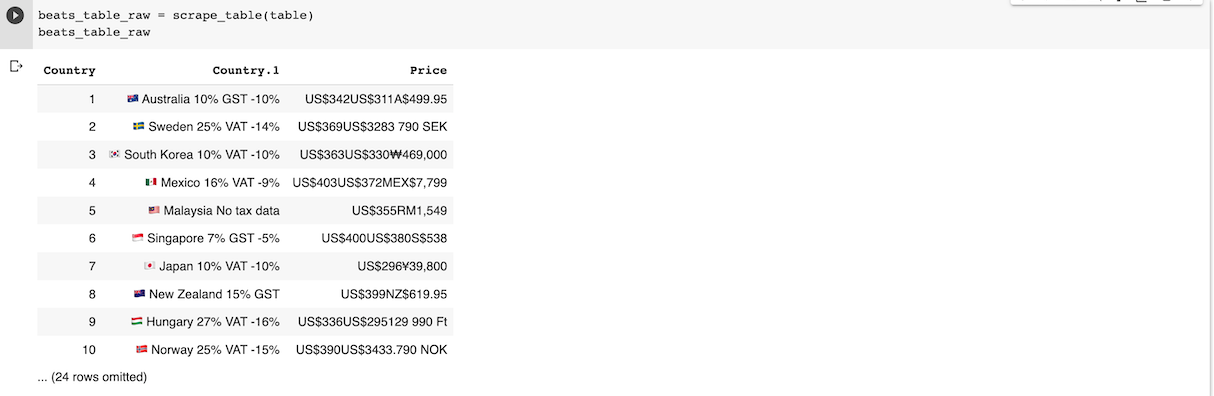 beats_table_raw = scrape_table(table)
beats_table_raw
Country Country.1 Price
1 🇦🇺 Australia 10% GST -10% US$342US$311A$499.95
2 🇸🇪 Sweden 25% VAT -14% US$369US$3283 790 SEK
3 🇰🇷 South Korea 10% VAT -10% US$363US$330₩469,000
4 🇲🇽 Mexico 16% VAT -9% US$403US$372MEX$7,799
5 🇲🇾 Malaysia No tax data US$355RM1,549
6 🇸🇬 Singapore 7% GST -5% US$400US$380S$538
7 🇯🇵 Japan 10% VAT -10% US$296¥39,800
8 🇳🇿 New Zealand 15% GST US$399NZ$619.95
9 🇭🇺 Hungary 27% VAT -16% US$336US$295129 990 Ft
10 🇳🇴 Norway 25% VAT -15% US$390US$3433.790 NOK
... (24 rows omitted)